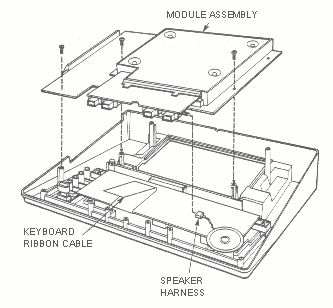 MODULE ASSEMBLY
KEYBOARD
RIBBON CABLE
SPEAKER
HARNESS